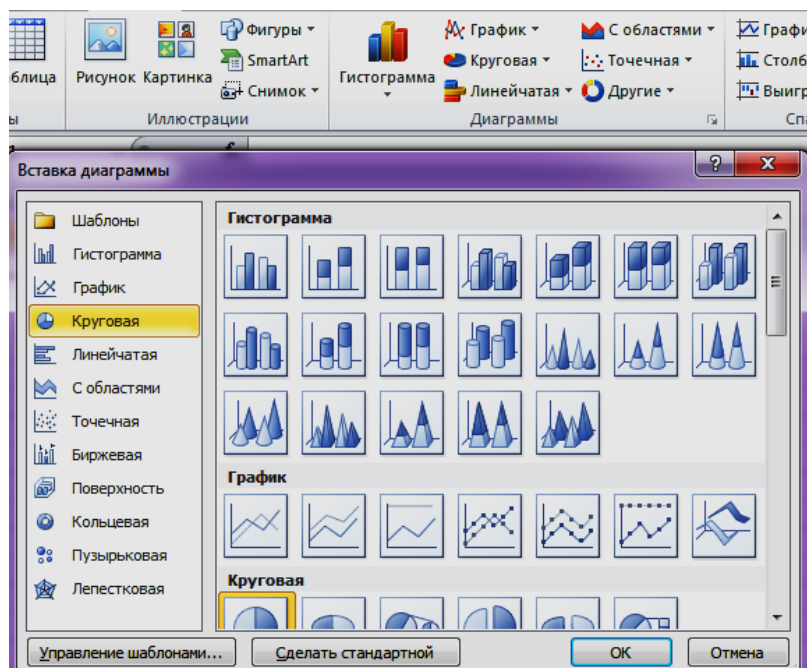 Фигуры
График
С областями
Графи
SmartArt
Круговая
Точечная
Столб
блица
Рисунок
Картинка
Снимок
Гистограмма
Линейчатая
Другие
Выигр
ы
Иллюстрации
Диаграммы
Спа
Вставка диаграммы
Шаблоны
Гистограмма
График
Круговая
Линейчатая
С областями
Точечная
Биржевая
Поверхность
Кольцевая
Пузырьковая
Лепестковая
Гистограмма
График
Круговая
Управление шаблонами...
Сделать стандартной
ОК
Отмена